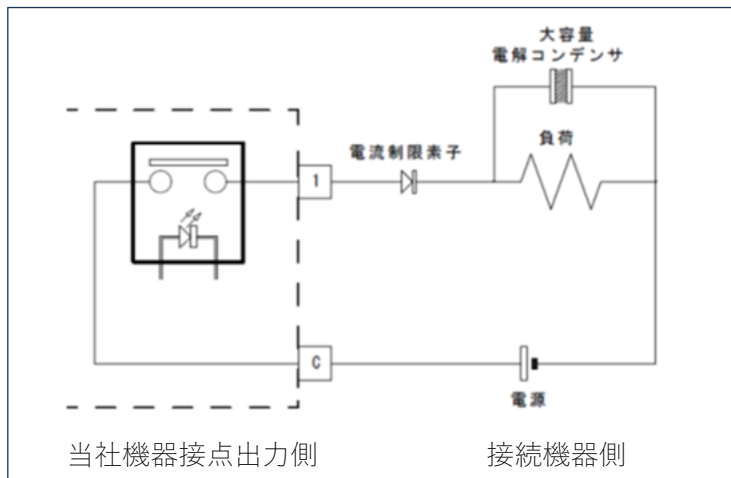 大容量
電解コンデンサ
電流制限素子
負荷
1
C
電源
当社機器接点出力側
接続機器側